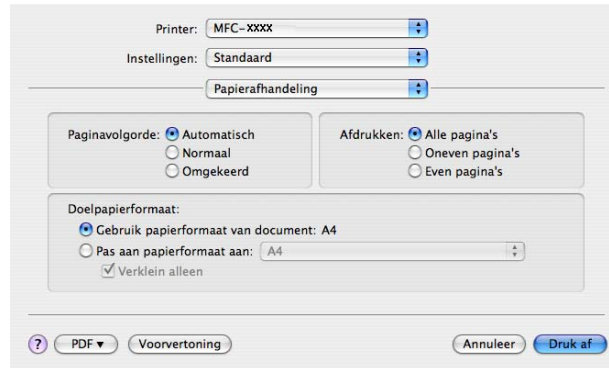 Printer: MFC-XXXX
Instellingen: Standaard
Papierafhandeling
Paginavolgorde: Automatisch
Normaal
Omgekeerd
Afdrukken: Alle pagina's
Oneven pagina's
Even pagina's
Doelpapierformaat:
Gebruik papierformaat van document: A4
Pas aan papierformaat aan: A4
Verklein alleen
? PDF ▼ Voorvertoning Annuleer Druk af